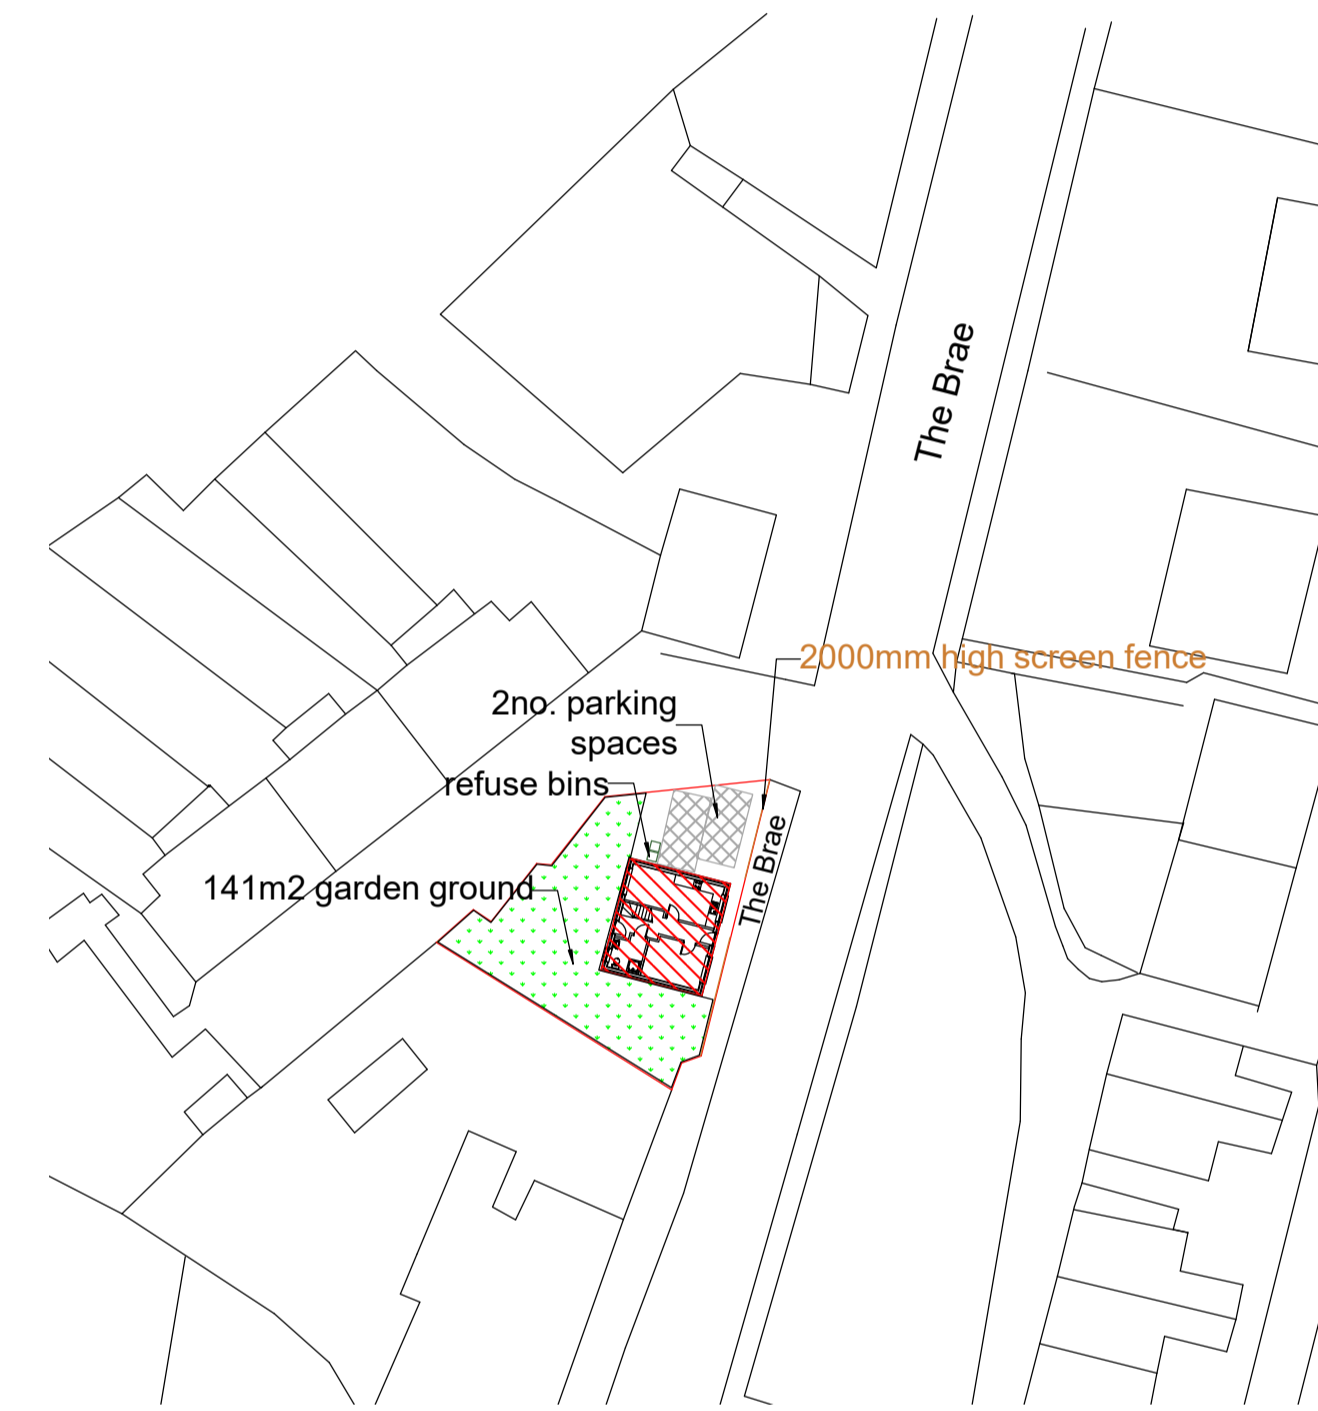 The Brae
2000mm high screen fence
2no. parking
spaces
refuse bins
The Brae
141m2 garden ground